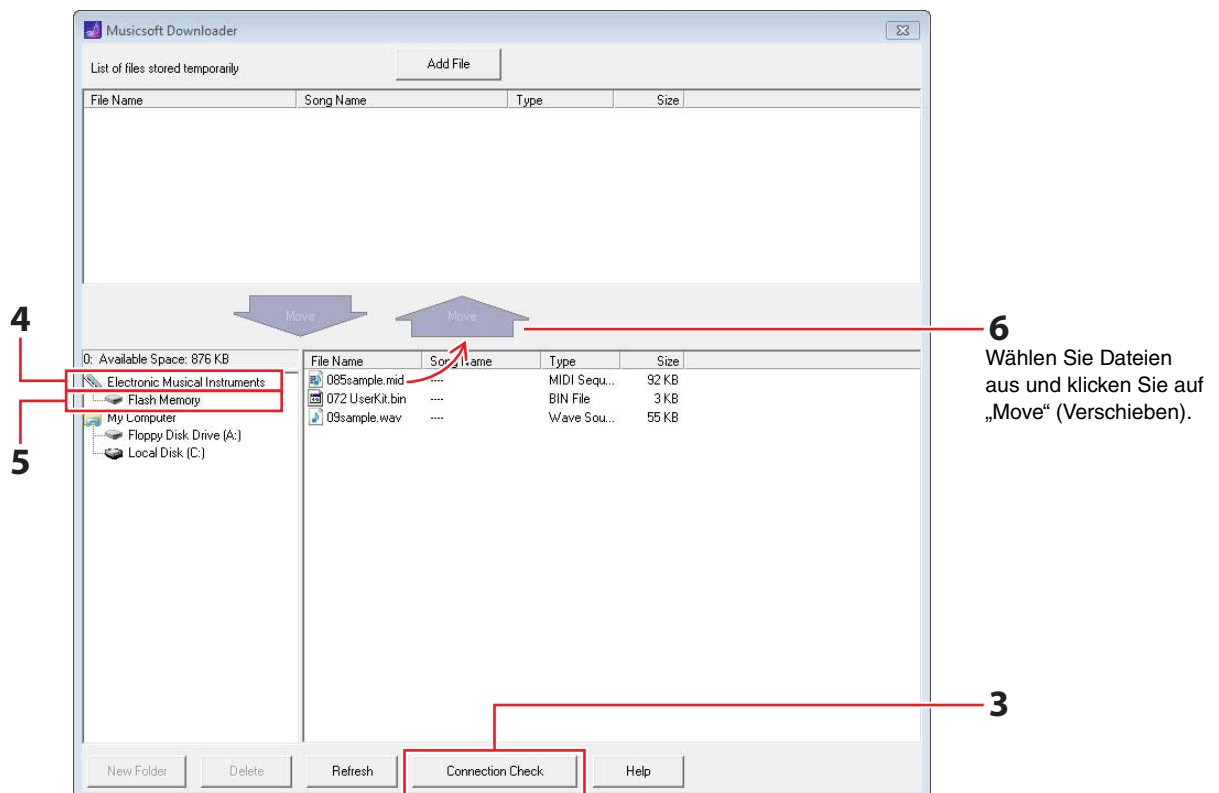 Musicsoft Downloader
List of files stored temporarily
Add File
File Name Song Name Type Size
Move Move
4
6
Wählen Sie Dateien
aus und klicken Sie auf
„Move“ (Verschieben).
0: Available Space: 876 KB
Electronic Musical Instruments
Flash Memory
My Computer
Floppy Disk Drive (A:)
Local Disk (C:)
5
File Name Song Name Type Size
085sample.mid ---- MIDI Sequ... 92 KB
072 UserKit.bin ---- BIN File 3 KB
09sample.wav ---- Wave Sou... 55 KB
3
New Folder Delete Refresh Connection Check Help